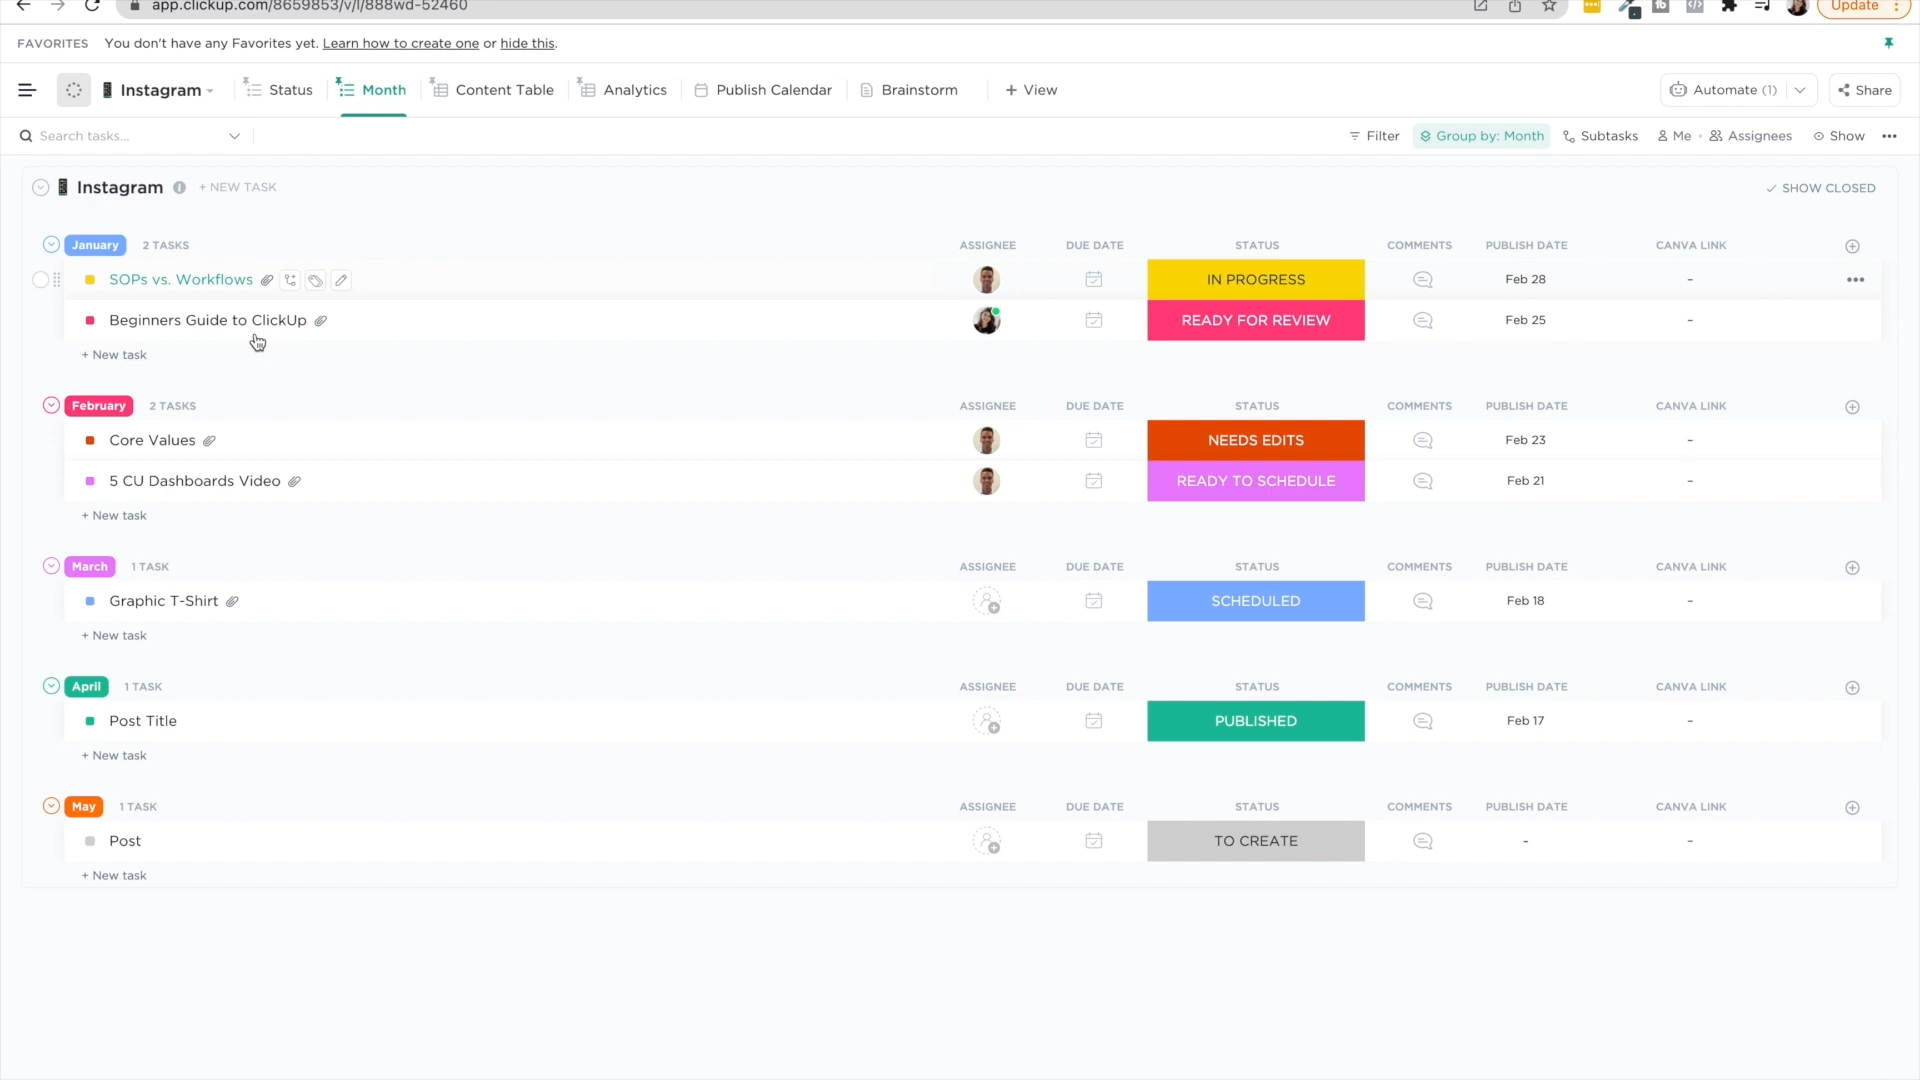 app.clickup.com/8659853/v/l/888wd-52460
Update
FAVORITES You don't have any Favorites yet. Learn how to create one or hide this.
Instagram Status Month Content Table Analytics Publish Calendar Brainstorm + View Automate (1) Share
Search tasks... Filter Group by: Month Subtasks Me Assignees Show
Instagram + NEW TASK SHOW CLOSED
January 2 TASKS ASSIGNEE DUE DATE STATUS COMMENTS PUBLISH DATE CANVA LINK
SOPs vs. Workflows IN PROGRESS Feb 28 –
Beginners Guide to ClickUp READY FOR REVIEW Feb 25 –
+ New task
February 2 TASKS ASSIGNEE DUE DATE STATUS COMMENTS PUBLISH DATE CANVA LINK
Core Values NEEDS EDITS Feb 23 –
5 CU Dashboards Video READY TO SCHEDULE Feb 21 –
+ New task
March 1 TASK ASSIGNEE DUE DATE STATUS COMMENTS PUBLISH DATE CANVA LINK
Graphic T-Shirt SCHEDULED Feb 18 –
+ New task
April 1 TASK ASSIGNEE DUE DATE STATUS COMMENTS PUBLISH DATE CANVA LINK
Post Title PUBLISHED Feb 17 –
+ New task
May 1 TASK ASSIGNEE DUE DATE STATUS COMMENTS PUBLISH DATE CANVA LINK
Post TO CREATE - –
+ New task